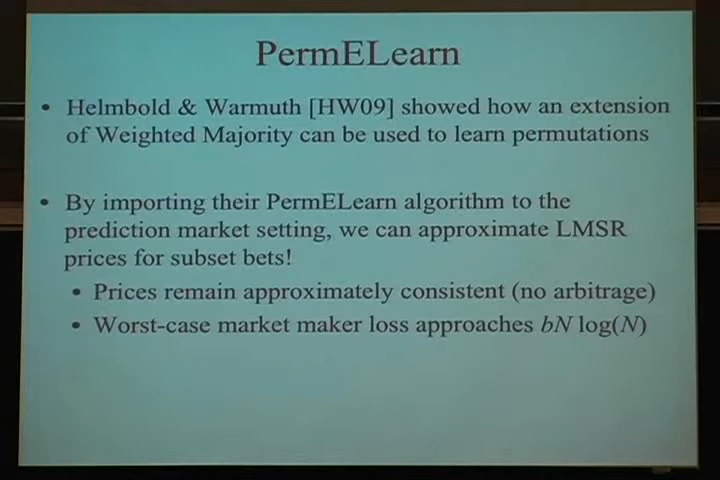 PermELearn
• Helmbold & Warmuth [HW09] showed how an extension
of Weighted Majority can be used to learn permutations
• By importing their PermELearn algorithm to the
prediction market setting, we can approximate LMSR
prices for subset bets!
• Prices remain approximately consistent (no arbitrage)
• Worst-case market maker loss approaches bN log(N)